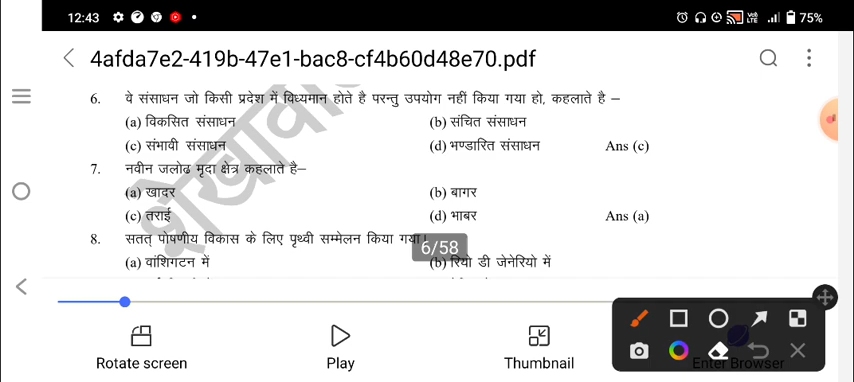 12:43 75%
4afda7e2-419b-47e1-bac8-cf4b60d48e70.pdf
6. वे संसाधन जो किसी प्रदेश में विध्यमान होते है परन्तु उपयोग नहीं किया गया हो, कहलाते है –
(a) विकसित संसाधन (b) संचित संसाधन
(c) संभावी संसाधन (d) भण्डारित संसाधन Ans (c)
7. नवीन जलोढ मृदा क्षेत्र कहलाते है–
(a) खादर (b) बागर
(c) तराई (d) भाबर Ans (a)
8. सतत् पोषणीय विकास के लिए पृथ्वी सम्मेलन किया गया।
6/58
(a) वांशिगटन में (b) रियो डी जेनेरियो में
शेखावा
Rotate screen Play Thumbnail Enter Browser